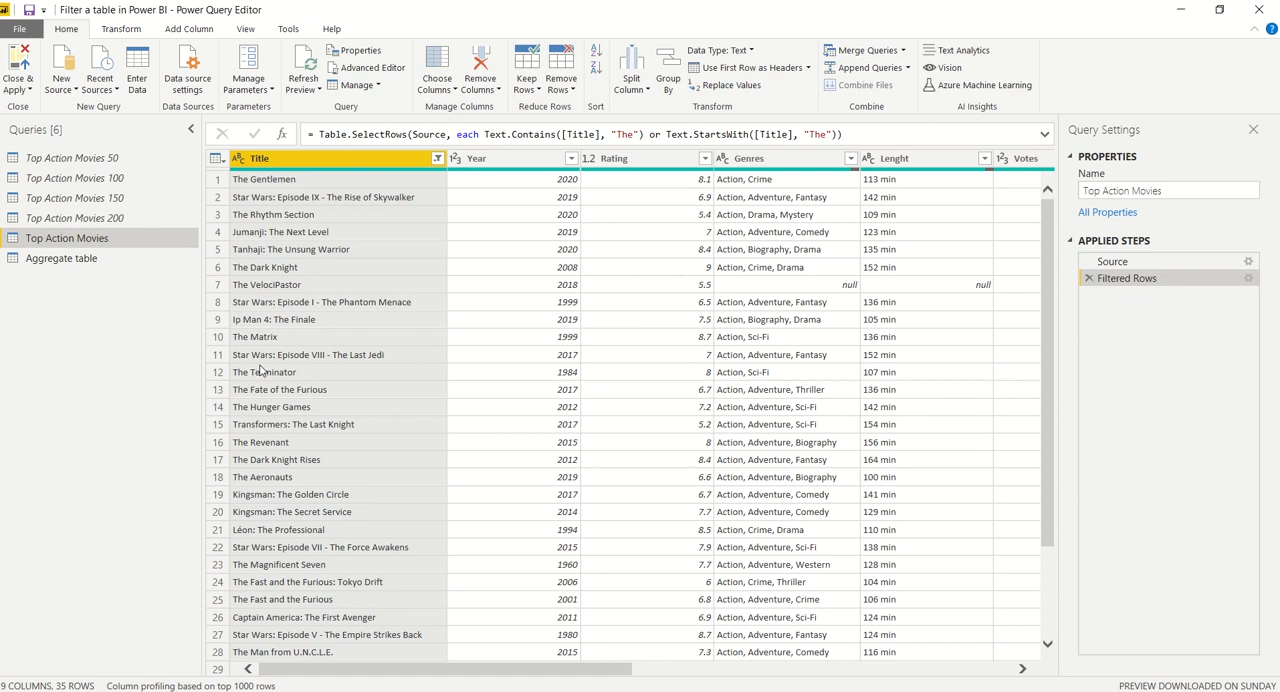 Filter a table in Power BI - Power Query Editor
File Home Transform Add Column View Tools Help
Close & Apply
New Source
Recent Sources
Enter Data
Data source settings
Manage Parameters
Refresh Preview
Properties
Advanced Editor
Manage
Choose Columns
Remove Columns
Keep Rows
Remove Rows
Split Column
Group By
Data Type: Text
Use First Row as Headers
Replace Values
Merge Queries
Append Queries
Combine Files
Text Analytics
Vision
Azure Machine Learning
Close New Query Data Sources Parameters Query Manage Columns Reduce Rows Sort Transform Combine AI Insights
Queries [6]
Top Action Movies 50
Top Action Movies 100
Top Action Movies 150
Top Action Movies 200
Top Action Movies
Aggregate table
= Table.SelectRows(Source, each Text.Contains([Title], "The") or Text.StartsWith([Title], "The"))
Title Year Rating Genres Lenght Votes
1 The Gentlemen 2020 8.1 Action, Crime 113 min
2 Star Wars: Episode IX - The Rise of Skywalker 2019 6.9 Action, Adventure, Fantasy 142 min
3 The Rhythm Section 2020 5.4 Action, Drama, Mystery 109 min
4 Jumanji: The Next Level 2019 7 Action, Adventure, Comedy 123 min
5 Tanhaji: The Unsung Warrior 2020 8.4 Action, Biography, Drama 135 min
6 The Dark Knight 2008 9 Action, Crime, Drama 152 min
7 The VelociPastor 2018 5.5 null null
8 Star Wars: Episode I - The Phantom Menace 1999 6.5 Action, Adventure, Fantasy 136 min
9 Ip Man 4: The Finale 2019 7.5 Action, Biography, Drama 105 min
10 The Matrix 1999 8.7 Action, Sci-Fi 136 min
11 Star Wars: Episode VIII - The Last Jedi 2017 7 Action, Adventure, Fantasy 152 min
12 The Terminator 1984 8 Action, Sci-Fi 107 min
13 The Fate of the Furious 2017 6.7 Action, Adventure, Thriller 136 min
14 The Hunger Games 2012 7.2 Action, Adventure, Sci-Fi 142 min
15 Transformers: The Last Knight 2017 5.2 Action, Adventure, Sci-Fi 154 min
16 The Revenant 2015 8 Action, Adventure, Biography 156 min
17 The Dark Knight Rises 2012 8.4 Action, Adventure, Fantasy 164 min
18 The Aeronauts 2019 6.6 Action, Adventure, Biography 100 min
19 Kingsman: The Golden Circle 2017 6.7 Action, Adventure, Comedy 141 min
20 Kingsman: The Secret Service 2014 7.7 Action, Adventure, Comedy 129 min
21 Léon: The Professional 1994 8.5 Action, Crime, Drama 110 min
22 Star Wars: Episode VII - The Force Awakens 2015 7.9 Action, Adventure, Sci-Fi 138 min
23 The Magnificent Seven 1960 7.7 Action, Adventure, Western 128 min
24 The Fast and the Furious: Tokyo Drift 2006 6 Action, Crime, Thriller 104 min
25 The Fast and the Furious 2001 6.8 Action, Adventure, Crime 106 min
26 Captain America: The First Avenger 2011 6.9 Action, Adventure, Sci-Fi 124 min
27 Star Wars: Episode V - The Empire Strikes Back 1980 8.7 Action, Adventure, Fantasy 124 min
28 The Man from U.N.C.L.E. 2015 7.3 Action, Adventure, Comedy 116 min
29
Query Settings
PROPERTIES
Name
Top Action Movies
All Properties
APPLIED STEPS
Source
Filtered Rows
9 COLUMNS, 35 ROWS Column profiling based on top 1000 rows PREVIEW DOWNLOADED ON SUNDAY